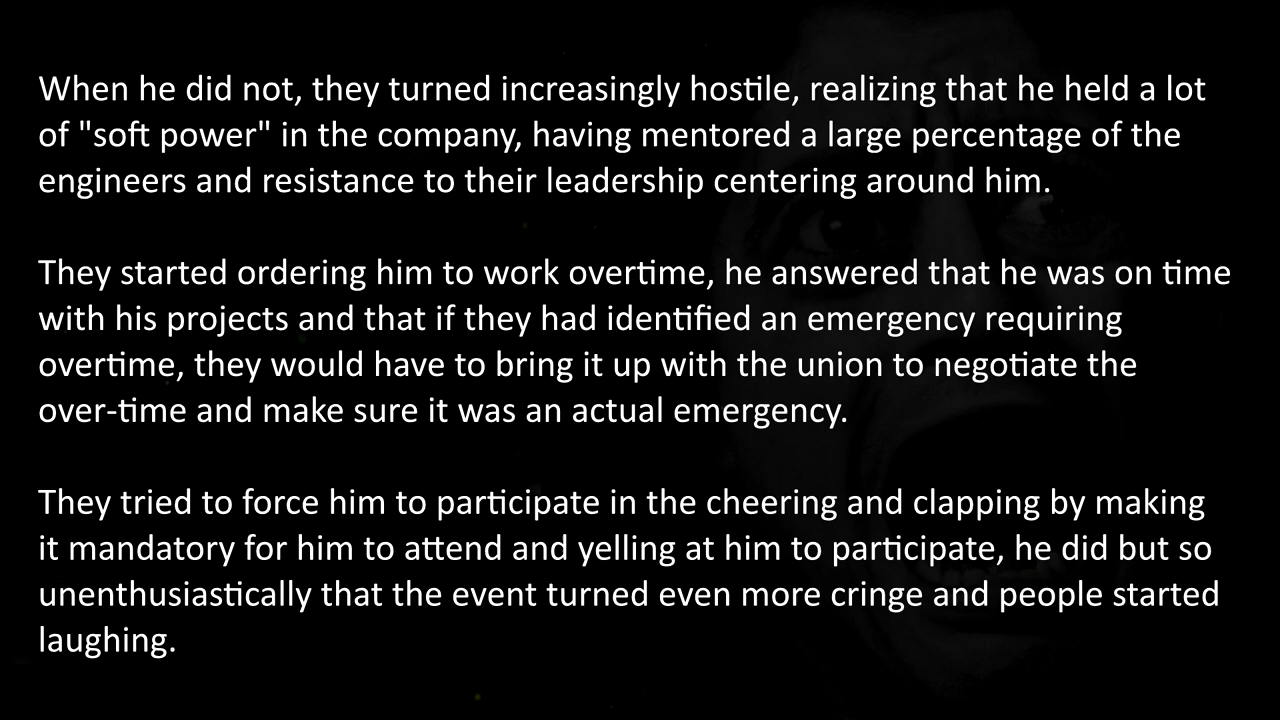 When he did not, they turned increasingly hostile, realizing that he held a lot
of "soft power" in the company, having mentored a large percentage of the
engineers and resistance to their leadership centering around him.
They started ordering him to work overtime, he answered that he was on time
with his projects and that if they had identified an emergency requiring
overtime, they would have to bring it up with the union to negotiate the
over-time and make sure it was an actual emergency.
They tried to force him to participate in the cheering and clapping by making
it mandatory for him to attend and yelling at him to participate, he did but so
unenthusiastically that the event turned even more cringe and people started
laughing.